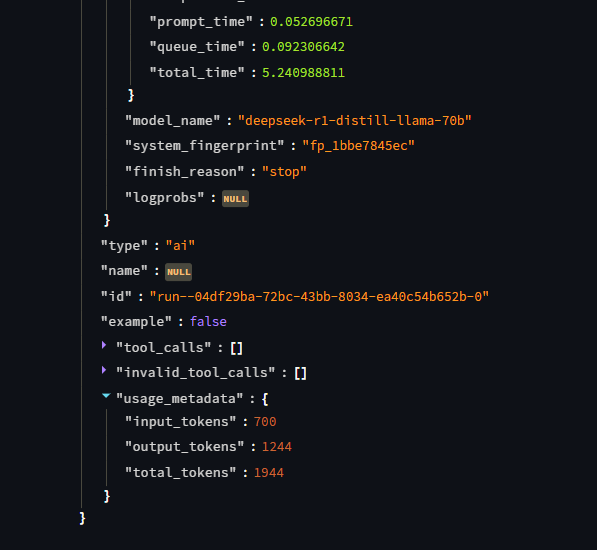 "prompt_time" : 0.052696671
"queue_time" : 0.092306642
"total_time" : 5.240988811
}
"model_name" : "deepseek-r1-distill-llama-70b"
"system_fingerprint" : "fp_1bbe7845ec"
"finish_reason" : "stop"
"logprobs" : NULL
}
"type" : "ai"
"name" : NULL
"id" : "run--04df29ba-72bc-43bb-8034-ea40c54b652b-0"
"example" : false
"tool_calls" : []
"invalid_tool_calls" : []
"usage_metadata" : {
"input_tokens" : 700
"output_tokens" : 1244
"total_tokens" : 1944
}
}